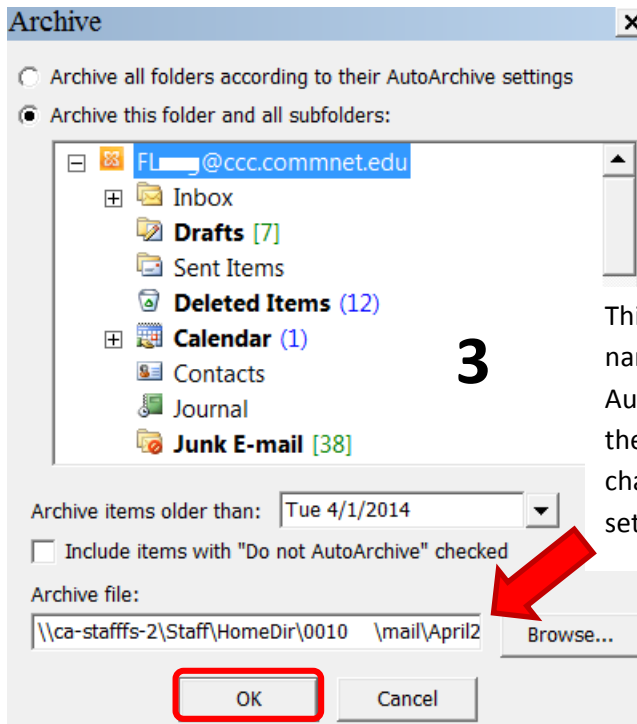 Archive
Archive all folders according to their AutoArchive settings
Archive this folder and all subfolders:
FL @ccc.commnet.edu
Inbox
Drafts [7]
Sent Items
Deleted Items (12)
Calendar (1)
Contacts
Journal
Junk E-mail [38]
3
Archive items older than: Tue 4/1/2014
Include items with "Do not AutoArchive" checked
Archive file:
\\ca-stafffs-2\Staff\HomeDir\0010 \mail\April2
Browse...
OK Cancel